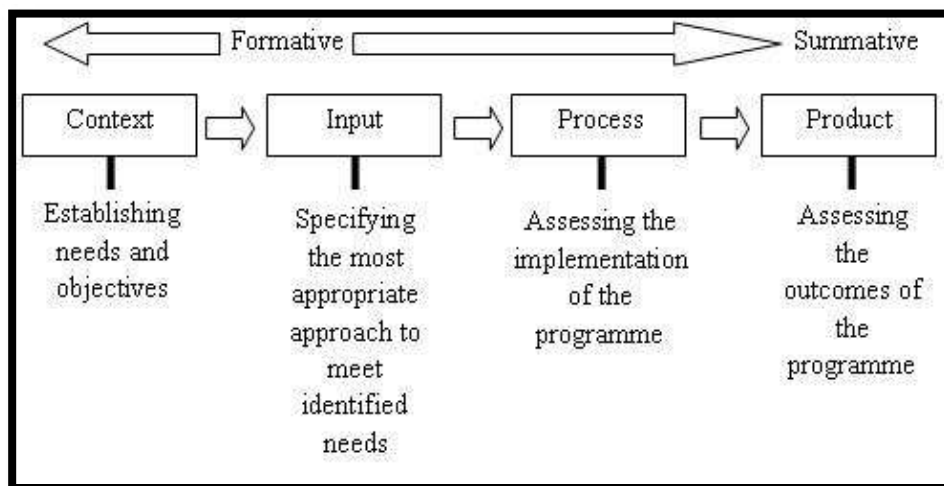 Formative
Summative
Context
Input
Process
Product
Establishing
needs and
objectives
Specifying
the most
appropriate
approach to
meet
identified
needs
Assessing the
implementation
of the
programme
Assessing
the
outcomes of
the
programme